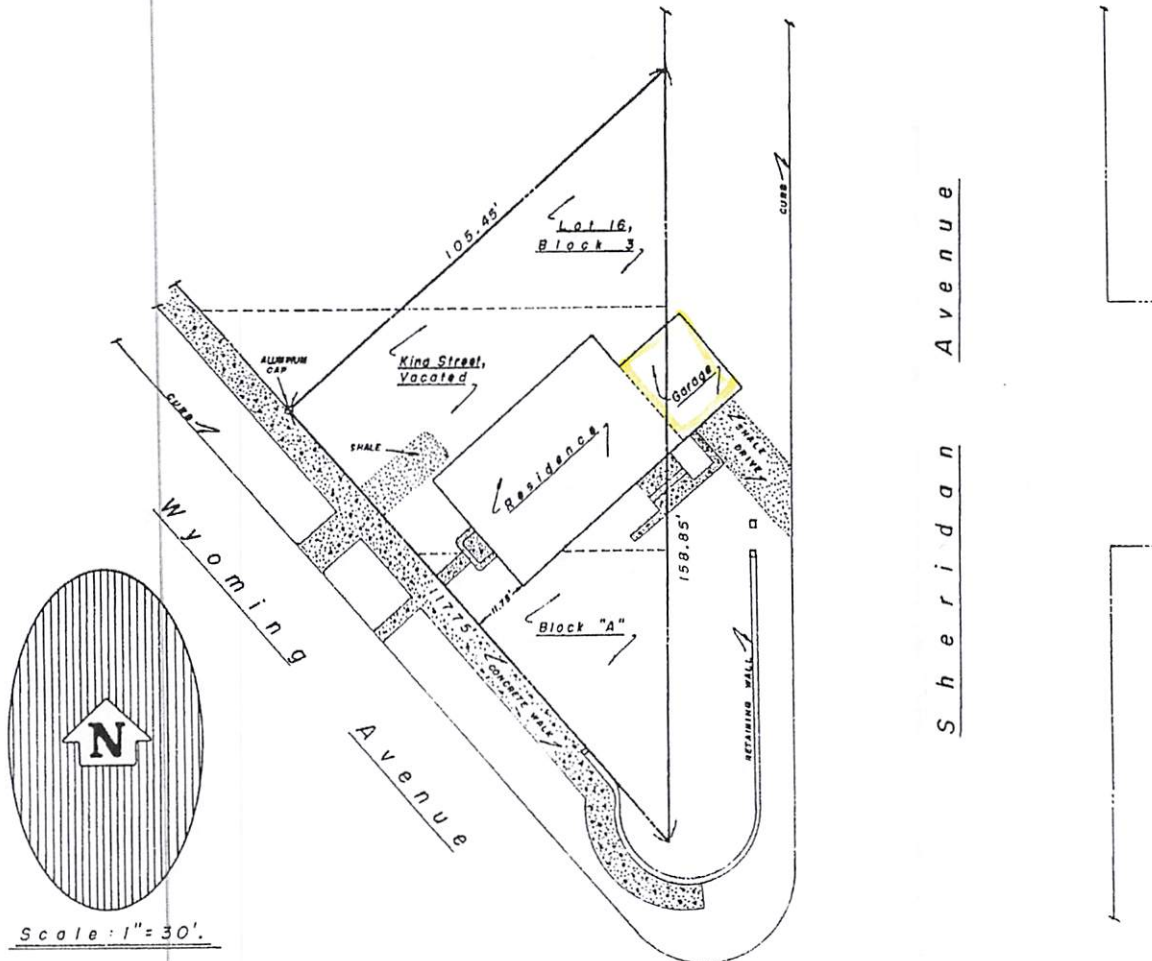 105.45'
Lot 16,
Block 3
CURB
Avenue
ALUMINUM
CAP
King Street,
Vacated
Garage
CURB
SHALE
SHALE
DRIVE
Residence
Sheridan
Wyoming
158.85'
117.75'
11.78'
Block "A"
CONCRETE WALK
RETAINING WALL
Avenue
N
Scale: 1"=30'.